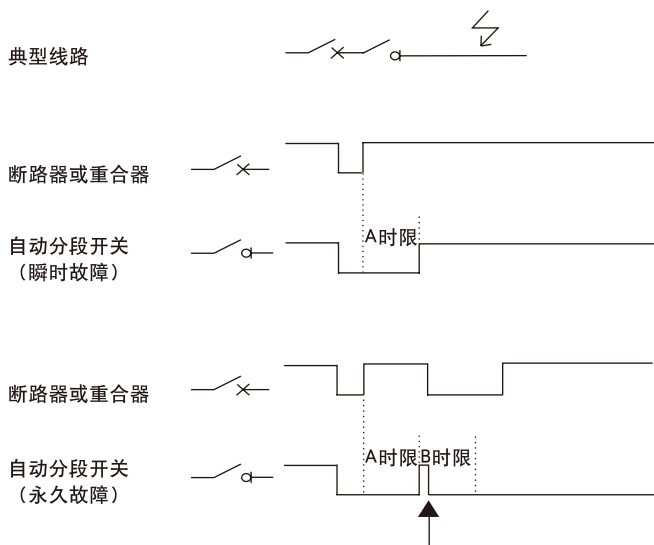 典型线路
断路器或重合器
A时限
自动分段开关
（瞬时故障）
断路器或重合器
A时限 B时限
自动分段开关
（永久故障）